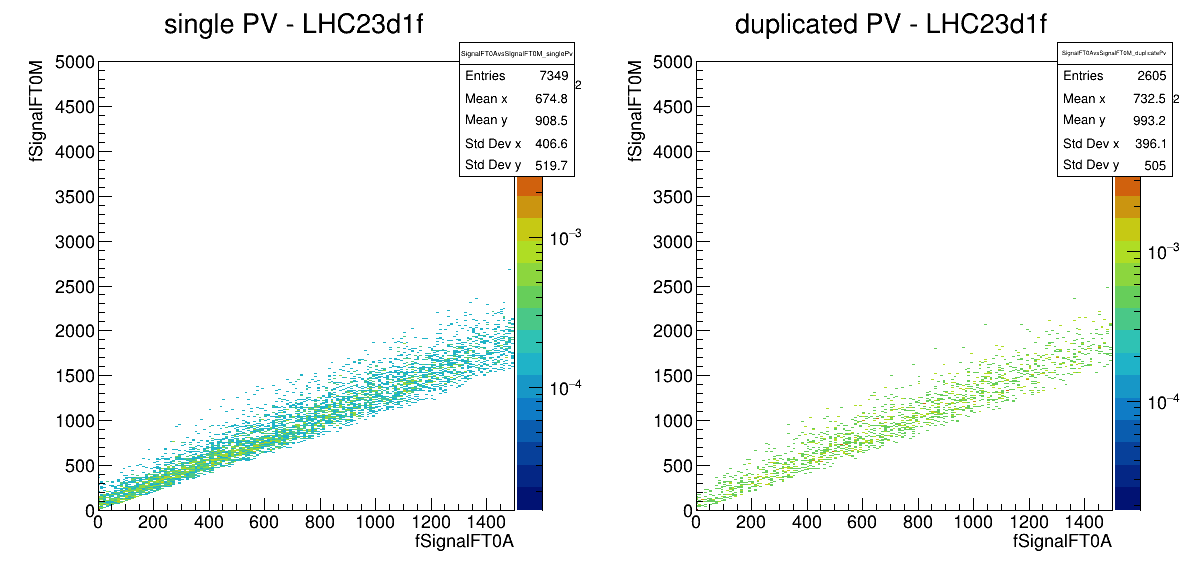 single PV - LHC23d1f
fSignalFT0M
5000
4500
4000
3500
3000
2500
2000
1500
1000
500
0
0 200 400 600 800 1000 1200 1400
fSignalFT0A
SignalFT0AvsSignalFT0M_singlePv
Entries 7349
Mean x 674.8
Mean y 908.5
Std Dev x 406.6
Std Dev y 519.7
2
10⁻³
10⁻⁴
duplicated PV - LHC23d1f
fSignalFT0M
5000
4500
4000
3500
3000
2500
2000
1500
1000
500
0
0 200 400 600 800 1000 1200 1400
fSignalFT0A
SignalFT0AvsSignalFT0M_duplicatePv
Entries 2605
Mean x 732.5
Mean y 993.2
Std Dev x 396.1
Std Dev y 505
2
10⁻³
10⁻⁴